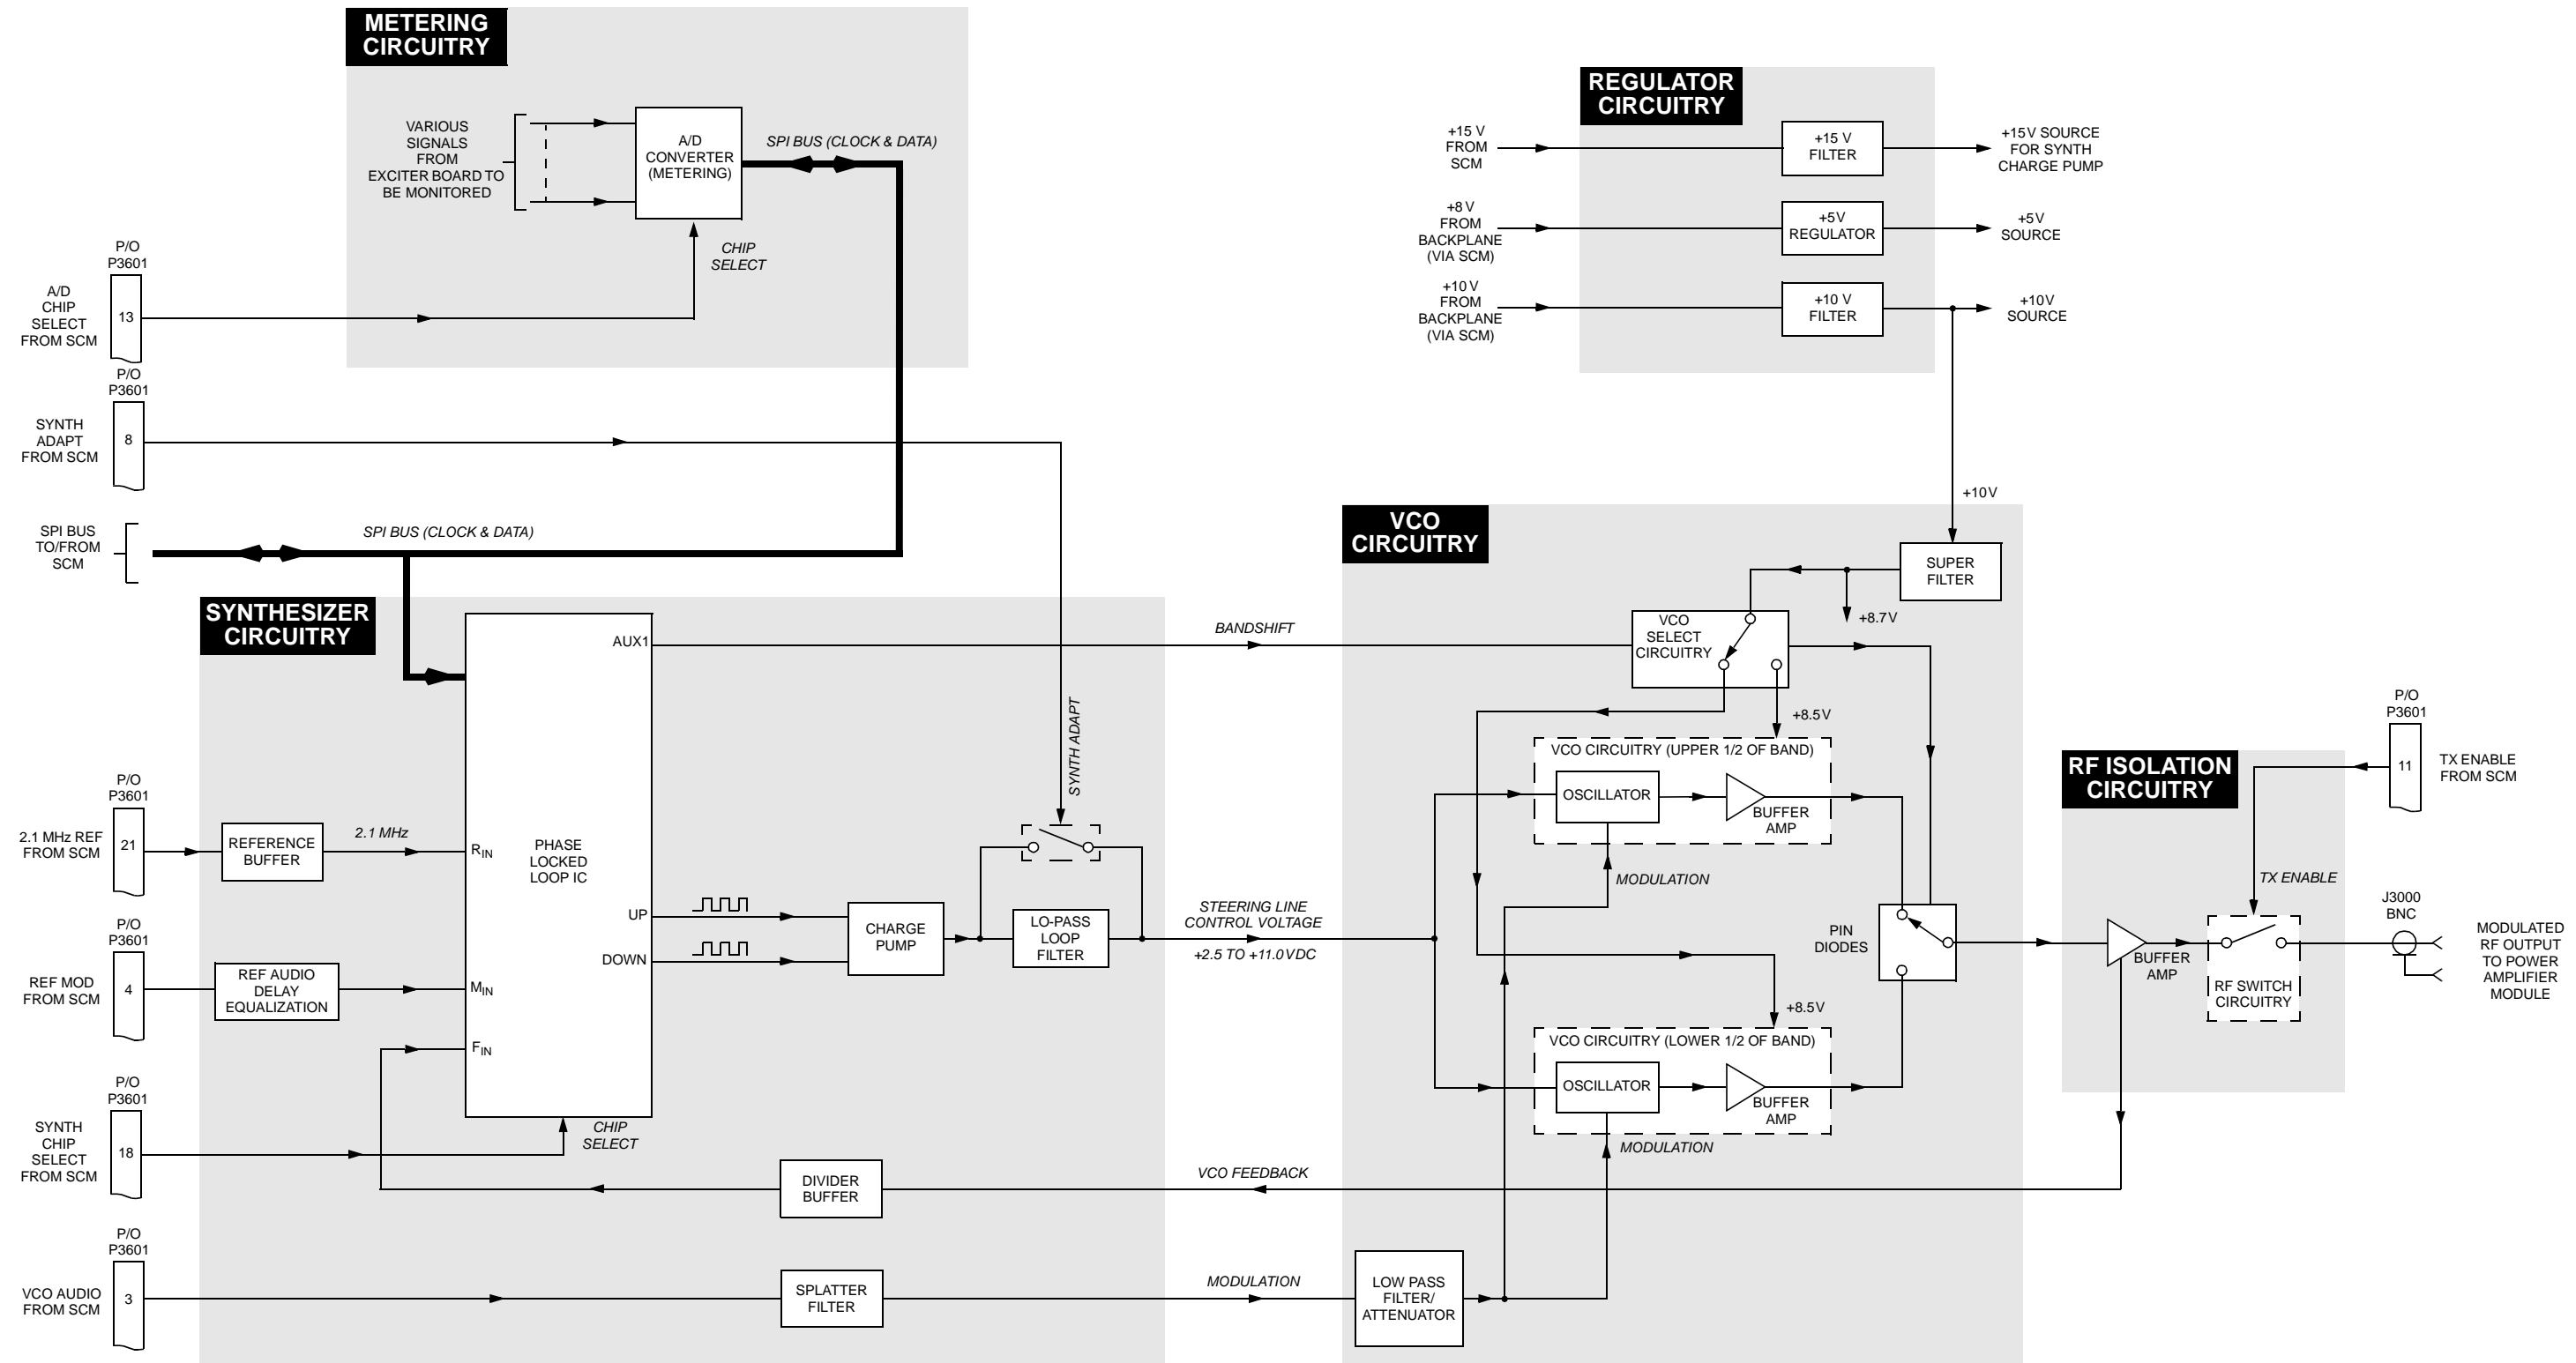 METERING
CIRCUITRY
VARIOUS
SIGNALS
FROM
EXCITER BOARD TO
BE MONITORED
A/D
CONVERTER
(METERING)
SPI BUS (CLOCK & DATA)
CHIP
SELECT
P/O
P3601
A/D
CHIP
SELECT
FROM SCM
13
P/O
P3601
SYNTH
ADAPT
FROM SCM
8
SPI BUS
TO/FROM
SCM
SPI BUS (CLOCK & DATA)
REGULATOR
CIRCUITRY
+15 V
FROM
SCM
+15 V
FILTER
+15V SOURCE
FOR SYNTH
CHARGE PUMP
+8V
FROM
BACKPLANE
(VIA SCM)
+5V
REGULATOR
+5V
SOURCE
+10V
FROM
BACKPLANE
(VIA SCM)
+10 V
FILTER
+10V
SOURCE
+10V
SYNTHESIZER
CIRCUITRY
AUX1
PHASE
LOCKED
LOOP IC
UP
DOWN
RIN
MIN
FIN
CHIP
SELECT
P/O
P3601
2.1 MHz REF
FROM SCM
21
REFERENCE
BUFFER
2.1 MHz
P/O
P3601
REF MOD
FROM SCM
4
REF AUDIO
DELAY
EQUALIZATION
P/O
P3601
SYNTH
CHIP
SELECT
FROM SCM
18
P/O
P3601
VCO AUDIO
FROM SCM
3
CHARGE
PUMP
LO-PASS
LOOP
FILTER
SYNTH ADAPT
DIVIDER
BUFFER
SPLATTER
FILTER
BANDSHIFT
STEERING LINE
CONTROL VOLTAGE
+2.5 TO +11.0VDC
VCO FEEDBACK
MODULATION
VCO
CIRCUITRY
SUPER
FILTER
+8.7V
VCO
SELECT
CIRCUITRY
+8.5V
VCO CIRCUITRY (UPPER 1/2 OF BAND)
OSCILLATOR
BUFFER
AMP
MODULATION
PIN
DIODES
+8.5V
VCO CIRCUITRY (LOWER 1/2 OF BAND)
OSCILLATOR
BUFFER
AMP
MODULATION
LOW PASS
FILTER/
ATTENUATOR
RF ISOLATION
CIRCUITRY
P/O
P3601
11
TX ENABLE
FROM SCM
TX ENABLE
BUFFER
AMP
RF SWITCH
CIRCUITRY
J3000
BNC
MODULATED
RF OUTPUT
TO POWER
AMPLIFIER
MODULE